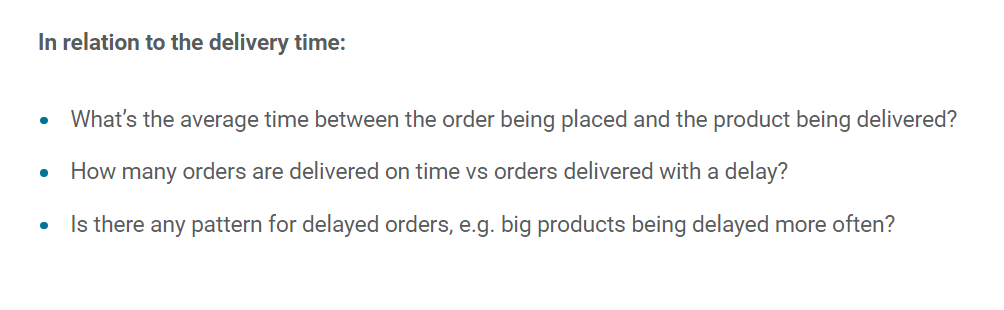 In relation to the delivery time:
• What’s the average time between the order being placed and the product being delivered?
• How many orders are delivered on time vs orders delivered with a delay?
• Is there any pattern for delayed orders, e.g. big products being delayed more often?